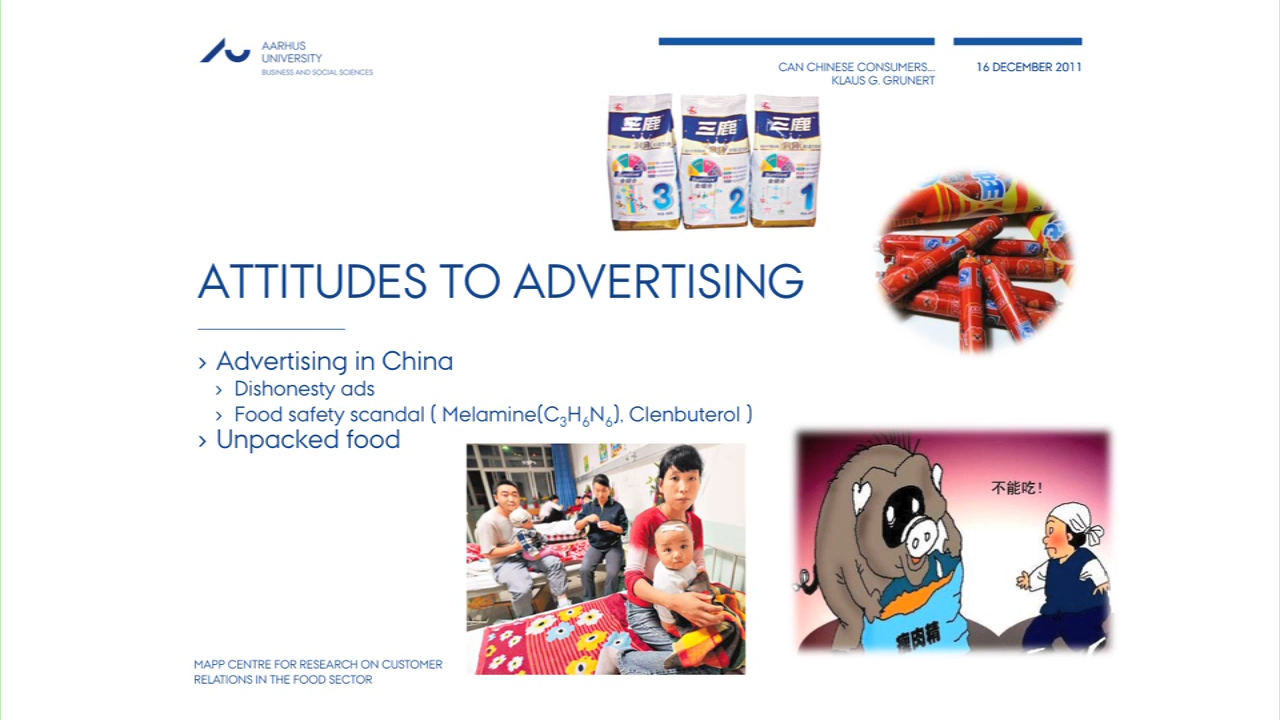 AARHUS
UNIVERSITY
BUSINESS AND SOCIAL SCIENCES
CAN CHINESE CONSUMERS...
KLAUS G. GRUNERT
16 DECEMBER 2011
三鹿
三鹿
三鹿
3
2
1
ATTITUDES TO ADVERTISING
› Advertising in China
› Dishonesty ads
› Food safety scandal ( Melamine(C₃H₆N₆), Clenbuterol )
› Unpacked food
不能吃!
瘦肉精
MAPP CENTRE FOR RESEARCH ON CUSTOMER
RELATIONS IN THE FOOD SECTOR